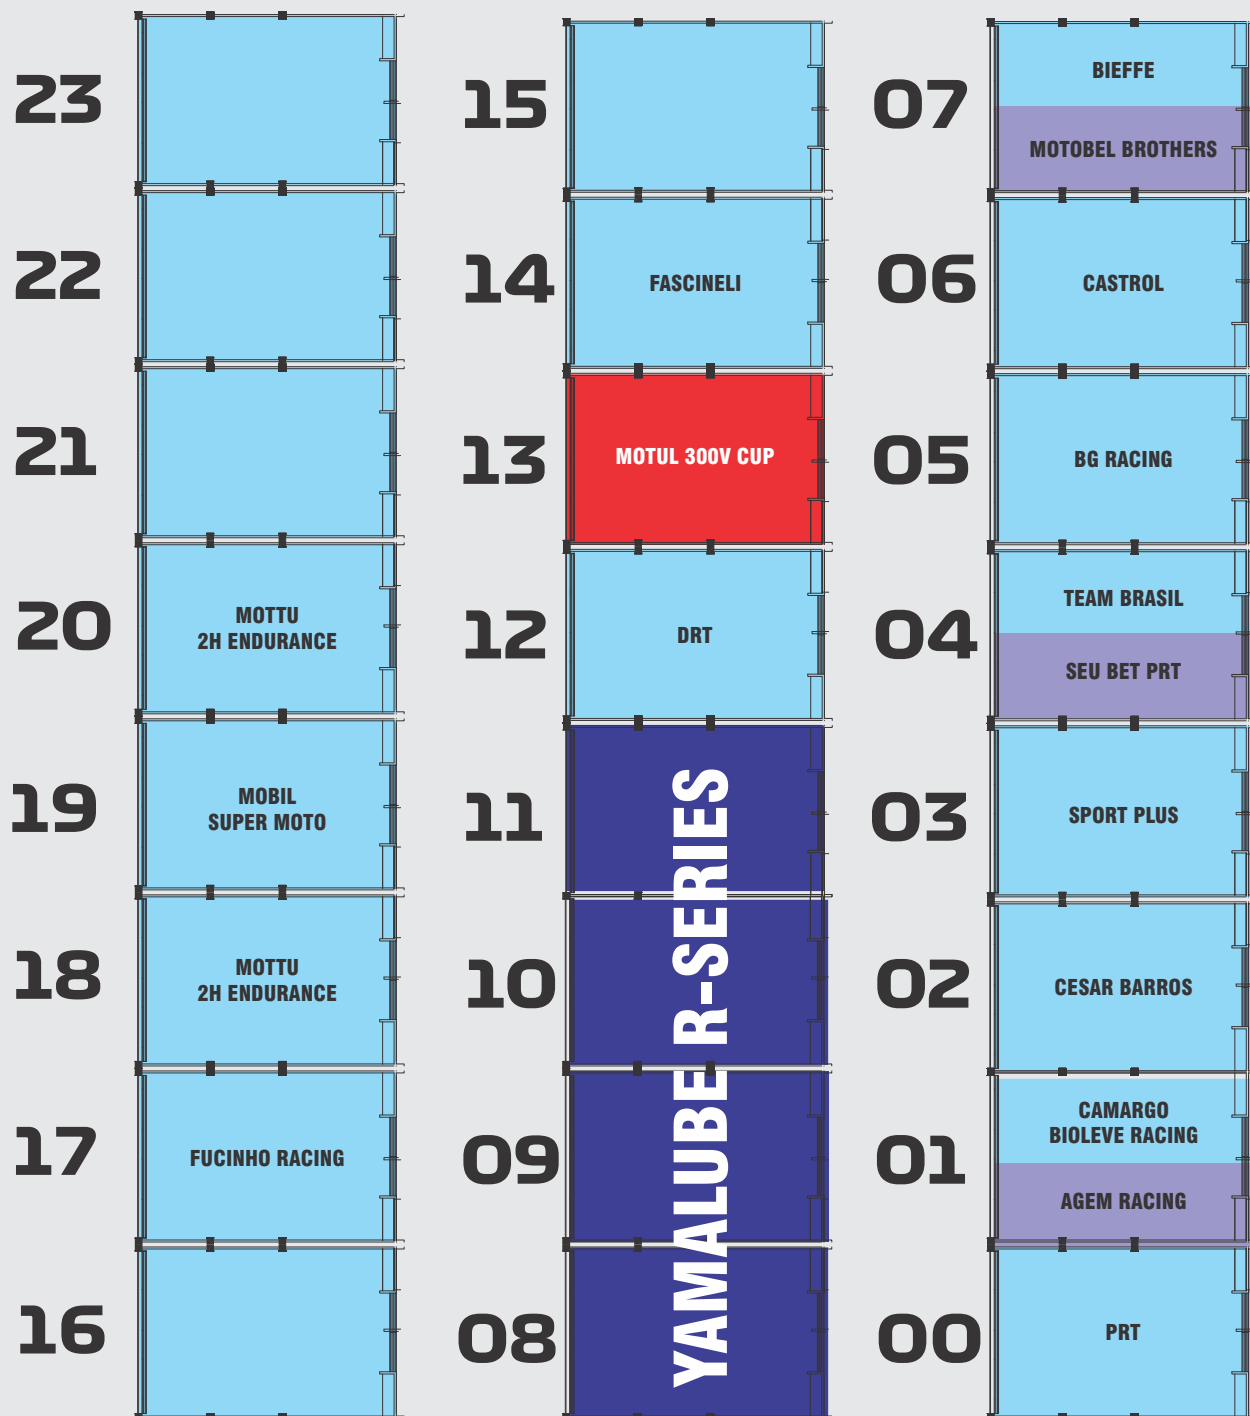 23
22
21
20
MOTTU
2H ENDURANCE
19
MOBIL
SUPER MOTO
18
MOTTU
2H ENDURANCE
17
FUCINHO RACING
16
15
14
FASCINELI
13
MOTUL 300V CUP
12
DRT
11
10
09
08
YAMALUBE R-SERIES
07
BIEFFE
MOTOBEL BROTHERS
06
CASTROL
05
BG RACING
04
TEAM BRASIL
SEU BET PRT
03
SPORT PLUS
02
CESAR BARROS
01
CAMARGO
BIOLEVE RACING
AGEM RACING
00
PRT